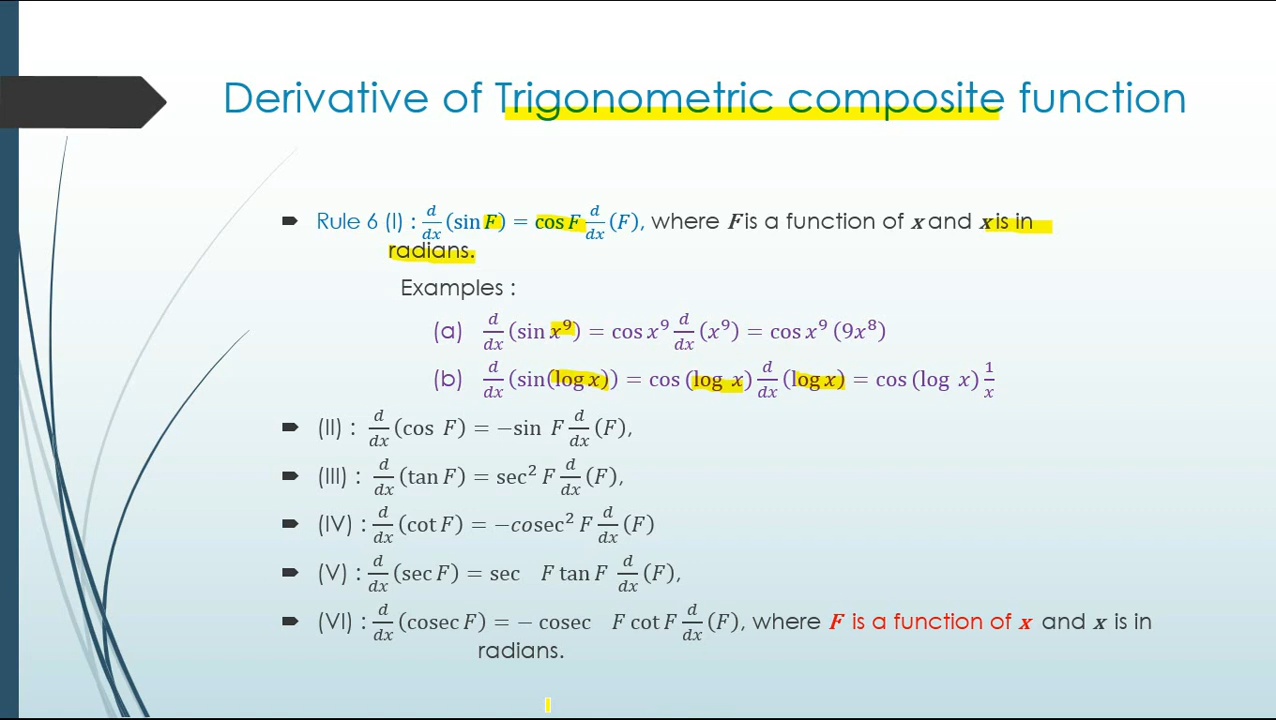 Derivative of Trigonometric composite function
Rule 6 (I) : d/dx (sin F) = cos F d/dx (F), where F is a function of x and x is in
radians.
Examples :
(a) d/dx (sin x⁹) = cos x⁹ d/dx (x⁹) = cos x⁹ (9x⁸)
(b) d/dx (sin(log x)) = cos (log x) d/dx (log x) = cos (log x) 1/x
(II) : d/dx (cos F) = −sin F d/dx (F),
(III) : d/dx (tan F) = sec² F d/dx (F),
(IV) : d/dx (cot F) = −cosec² F d/dx (F)
(V) : d/dx (sec F) = sec F tan F d/dx (F),
(VI) : d/dx (cosec F) = − cosec F cot F d/dx (F), where F is a function of x and x is in
radians.